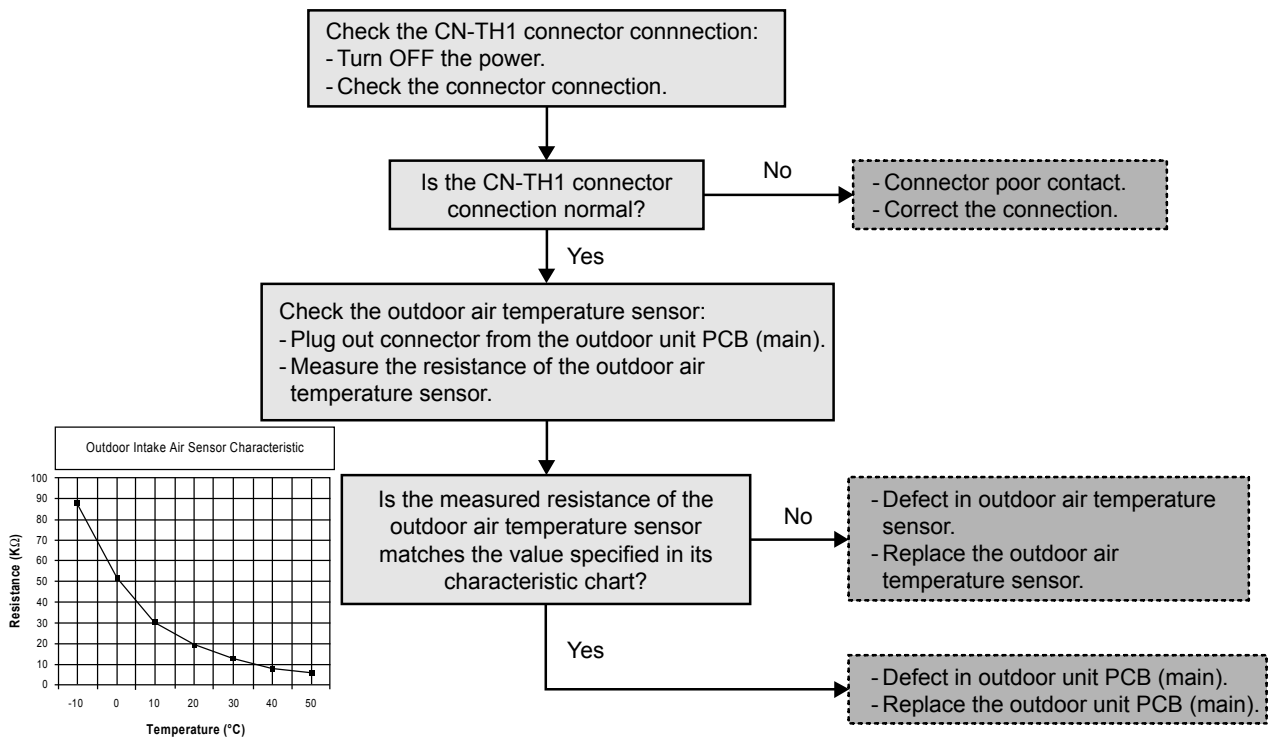 Check the CN-TH1 connector connnection:
- Turn OFF the power.
- Check the connector connection.
Is the CN-TH1 connector
connection normal?
No
- Connector poor contact.
- Correct the connection.
Yes
Check the outdoor air temperature sensor:
- Plug out connector from the outdoor unit PCB (main).
- Measure the resistance of the outdoor air
temperature sensor.
Outdoor Intake Air Sensor Characteristic
Resistance (KΩ)
100
90
80
70
60
50
40
30
20
10
0
-10 0 10 20 30 40 50
Temperature (°C)
Is the measured resistance of the
outdoor air temperature sensor
matches the value specified in its
characteristic chart?
No
- Defect in outdoor air temperature
sensor.
- Replace the outdoor air
temperature sensor.
Yes
- Defect in outdoor unit PCB (main).
- Replace the outdoor unit PCB (main).